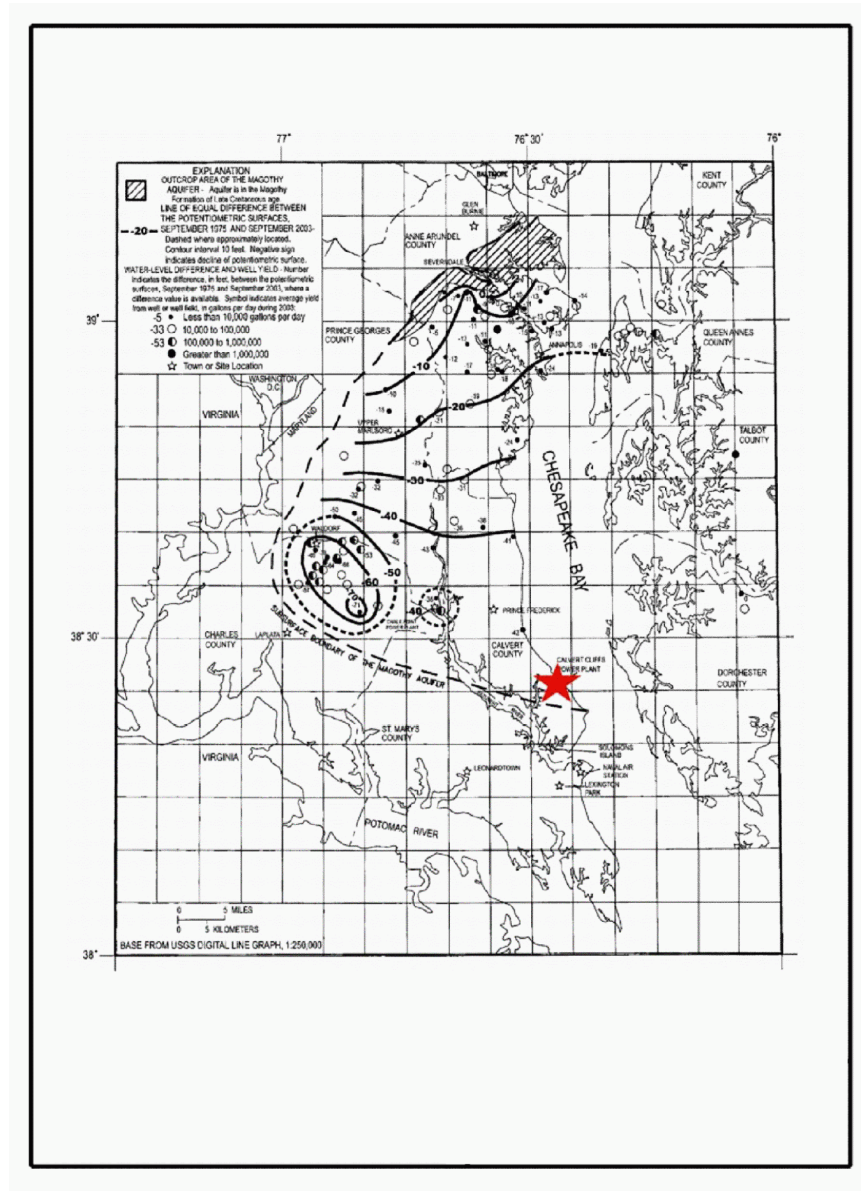 77°
76° 30'
76°
EXPLANATION
OUTCROP AREA OF THE MAGOTHY
AQUIFER - Aquifer is in the Magothy
Formation of Late Cretaceous age
LINE OF EQUAL DIFFERENCE BETWEEN
THE POTENTIOMETRIC SURFACES,
-20- SEPTEMBER 1975 AND SEPTEMBER 2003-
Dashed where approximately located.
Contour interval 10 feet. Negative sign
indicates decline of potentiometric surface.
WATER-LEVEL DIFFERENCE AND WELL YIELD - Number
indicates the difference, in feet, between the potentiometric
surfaces, September 1975 and September 2003, where a
difference value is available. Symbol indicates average yield
from well or well field, in gallons per day during 2003:
-5 Less than 10,000 gallons per day
-33 10,000 to 100,000
-53 100,000 to 1,000,000
Greater than 1,000,000
Town or Site Location
BALTIMORE
KENT
COUNTY
GLEN
BURNIE
ANNE ARUNDEL
COUNTY
SEVERNDALE
39°
PRINCE GEORGES
COUNTY
QUEEN ANNES
COUNTY
ANNAPOLIS
-10
WASHINGTON
D.C.
VIRGINIA
MARYLAND
-20
UPPER
MARLBORO
TALBOT
COUNTY
CHESAPEAKE BAY
-30
-40
WALDORF
-50
-60
-70
-40
CHALK POINT
POWER PLANT
PRINCE FREDERICK
38° 30'
CHARLES
COUNTY
LAPLATA
SUBSURFACE BOUNDARY OF THE MAGOTHY AQUIFER
CALVERT
COUNTY
CALVERT CLIFFS
POWER PLANT
DORCHESTER
COUNTY
ST. MARYS
COUNTY
VIRGINIA
SOLOMONS
ISLAND
LEONARDTOWN
NAVAL AIR
STATION
LEXINGTON
PARK
POTOMAC RIVER
0 5 MILES
0 5 KILOMETERS
BASE FROM USGS DIGITAL LINE GRAPH, 1:250,000
38°